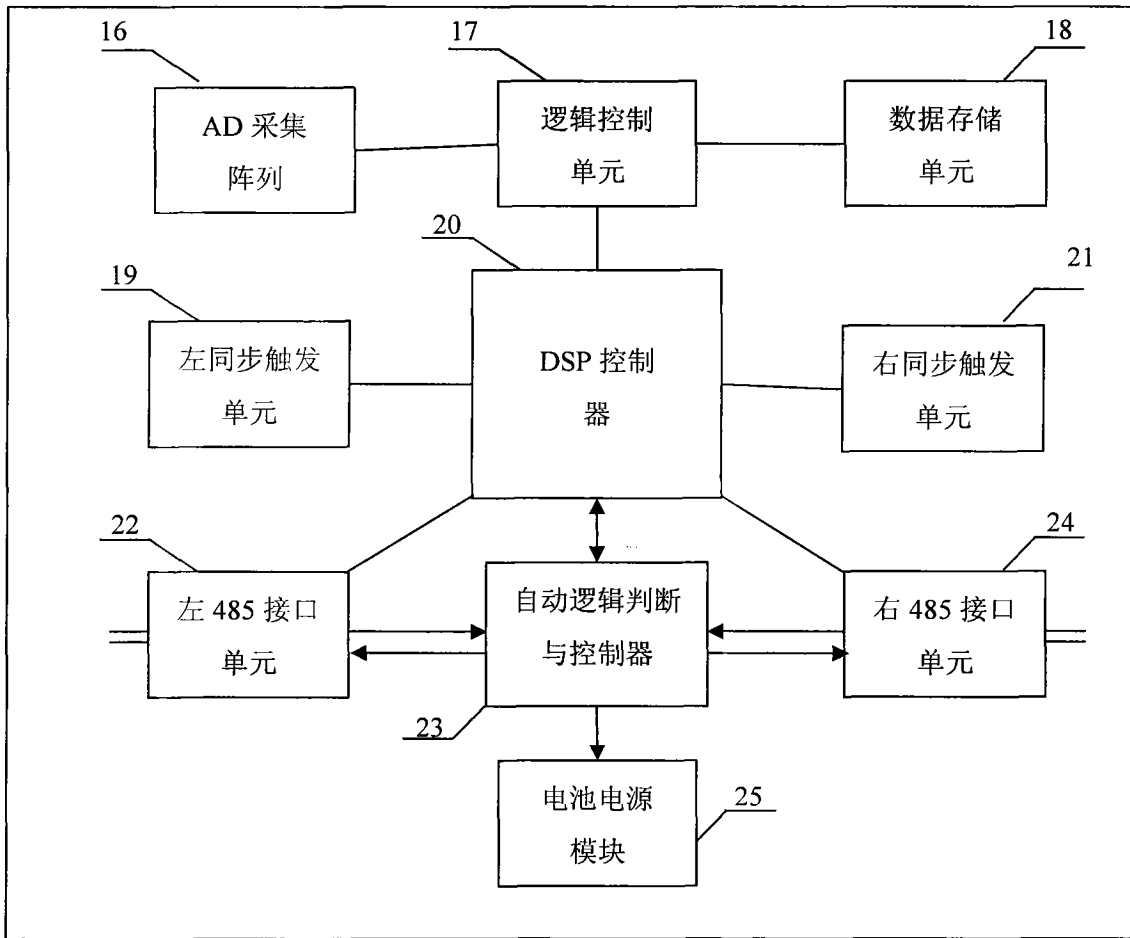 16
17
18
AD 采集
阵列
逻辑控制
单元
数据存储
单元
19
20
21
左同步触发
单元
DSP 控制
器
右同步触发
单元
22
24
左 485 接口
单元
自动逻辑判断
与控制器
右 485 接口
单元
23
电池电源
模块
25